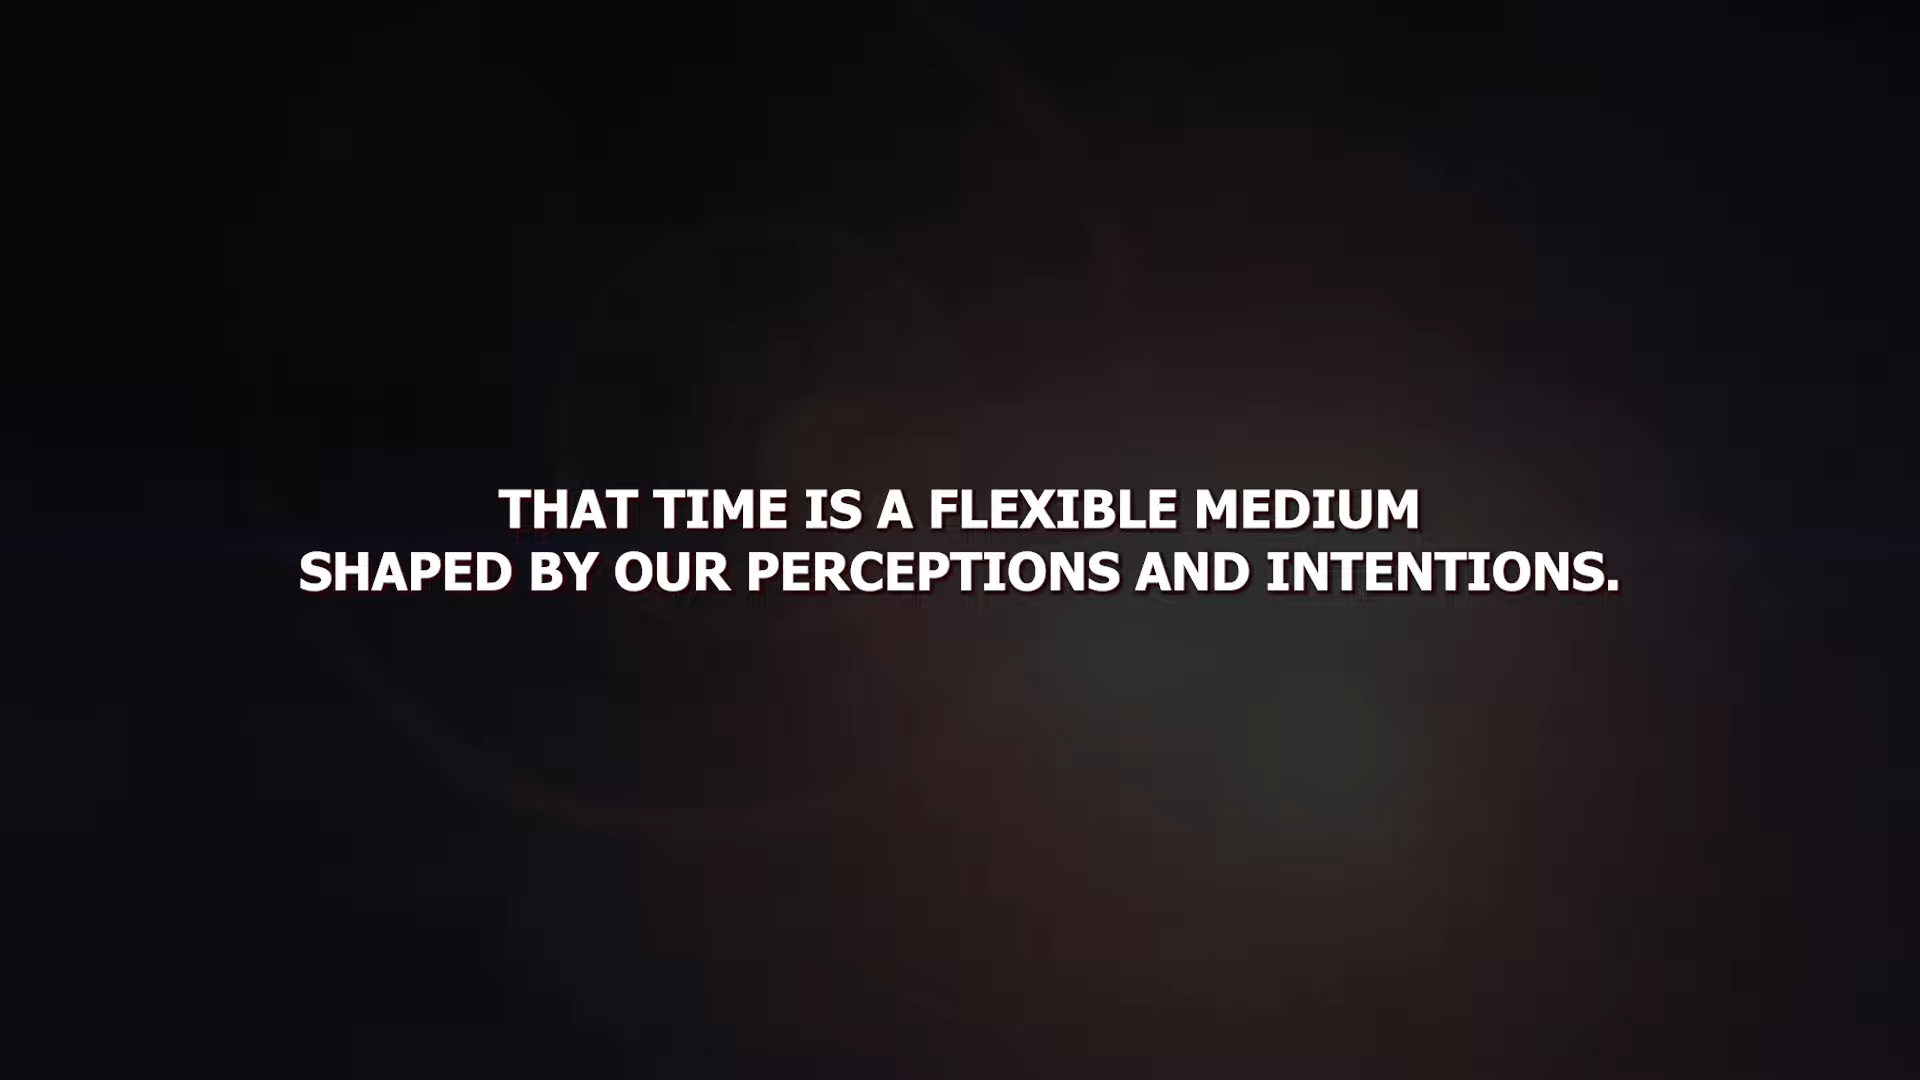 THAT TIME IS A FLEXIBLE MEDIUM
SHAPED BY OUR PERCEPTIONS AND INTENTIONS.